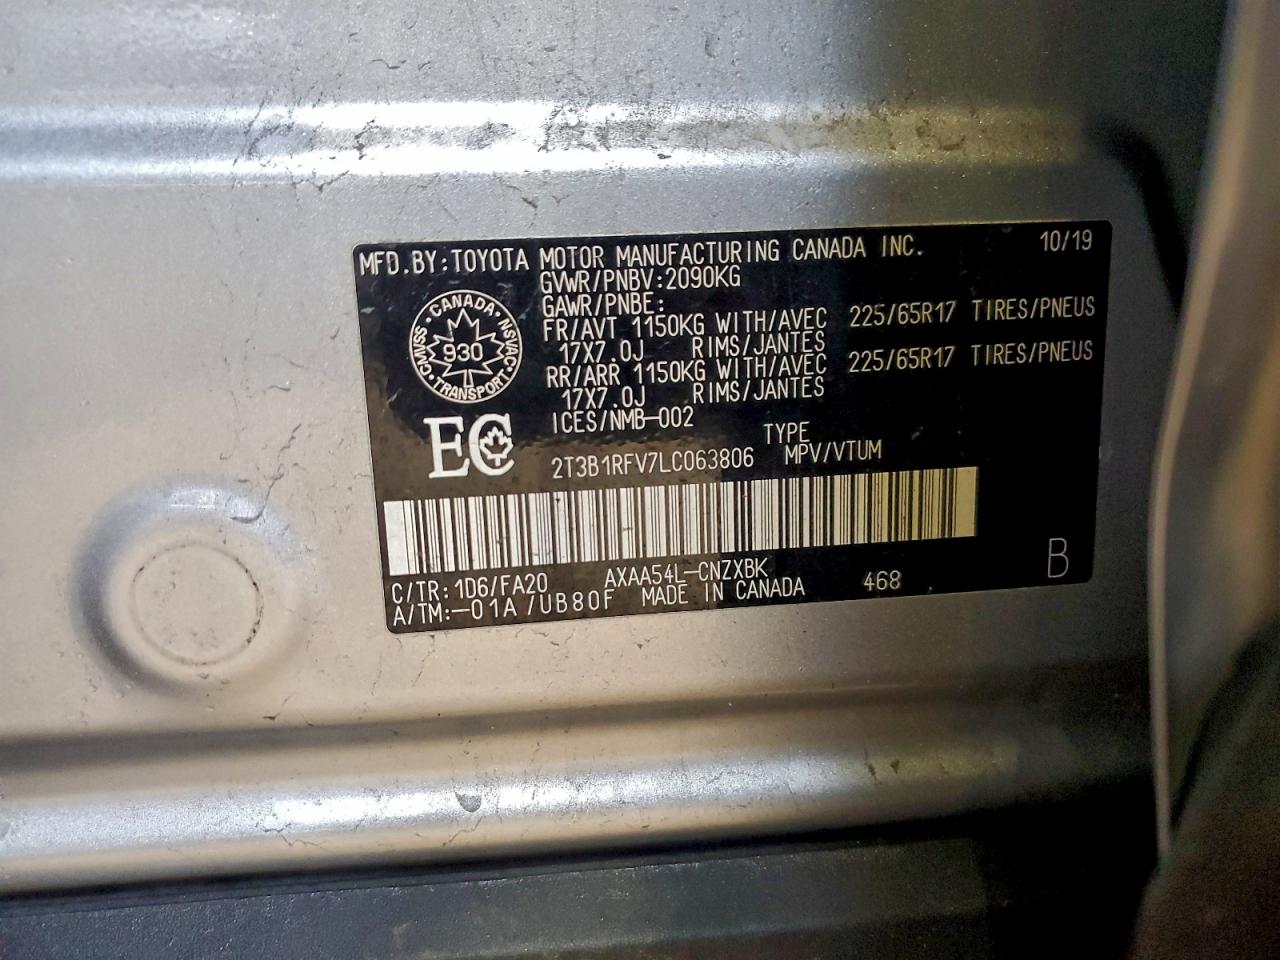 MFD.BY:TOYOTA MOTOR MANUFACTURING CANADA INC. 10/19
GVWR/PNBV:2090KG
GAWR/PNBE:
FR/AVT 1150KG WITH/AVEC 225/65R17 TIRES/PNEUS
17X7.0J RIMS/JANTES
RR/ARR 1150KG WITH/AVEC 225/65R17 TIRES/PNEUS
17X7.0J RIMS/JANTES
ICES/NMB-002
CANADA
CMVSS 930 NSVAC
TRANSPORT
EC
TYPE
2T3B1RFV7LC063806 MPV/VTUM
C/TR: 1D6/FA20 AXAA54L-CNZXBK 468 B
A/TM:-01A /UB80F MADE IN CANADA